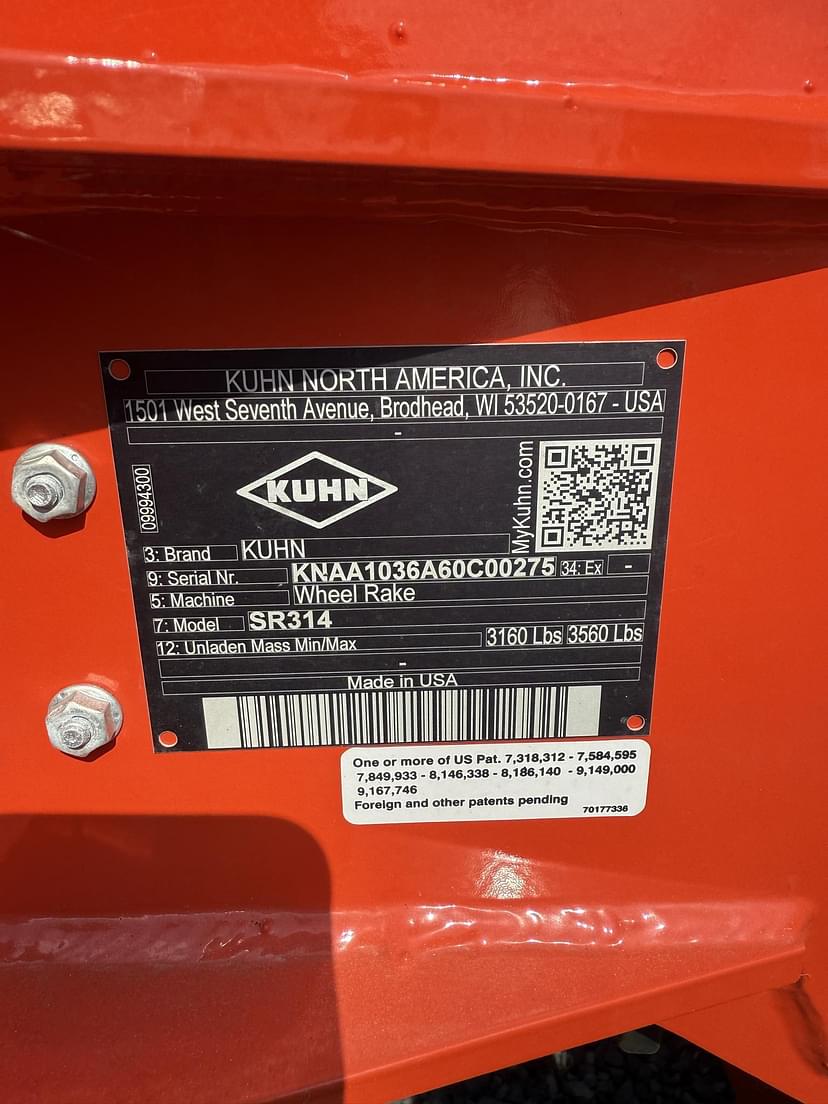 KUHN NORTH AMERICA, INC.
1501 West Seventh Avenue, Brodhead, WI 53520-0167 - USA
-
09994300
KUHN
MyKuhn.com
3: Brand KUHN
9: Serial Nr. KNAA1036A60C00275 34: Ex -
5: Machine Wheel Rake
7: Model SR314
12: Unladen Mass Min/Max 3160 Lbs 3560 Lbs
-
Made in USA
One or more of US Pat. 7,318,312 - 7,584,595
7,849,933 - 8,146,338 - 8,186,140 - 9,149,000
9,167,746
Foreign and other patents pending
70177336